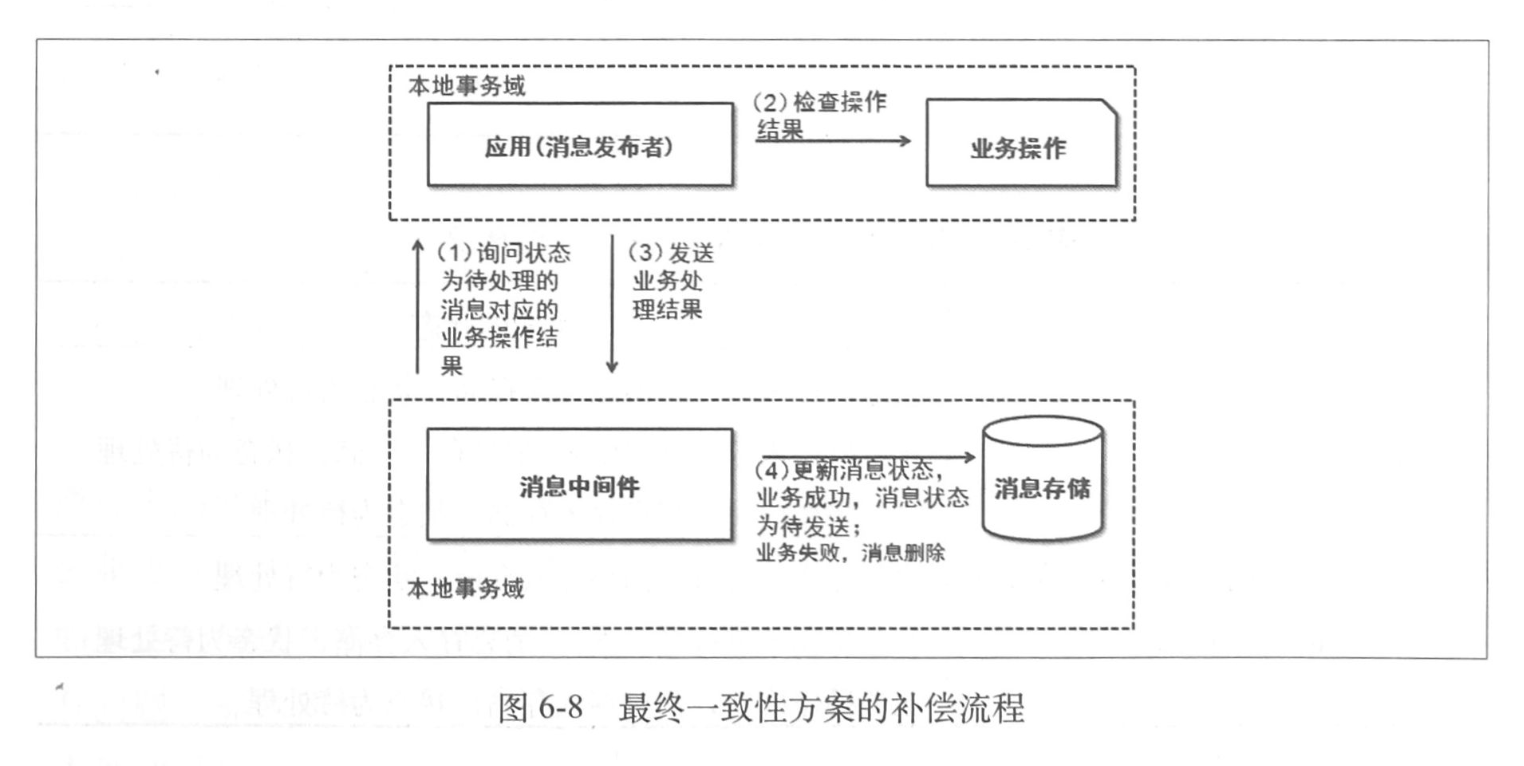 本地事务域
应用(消息发布者)
(2)检查操作
结果
业务操作
(1)询问状态
为待处理的
消息对应的
业务操作结
果
(3)发送
业务处
理结果
消息中间件
(4)更新消息状态，
业务成功，消息状态
为待发送；
业务失败，消息删除
消息存储
本地事务域
图 6-8 最终一致性方案的补偿流程